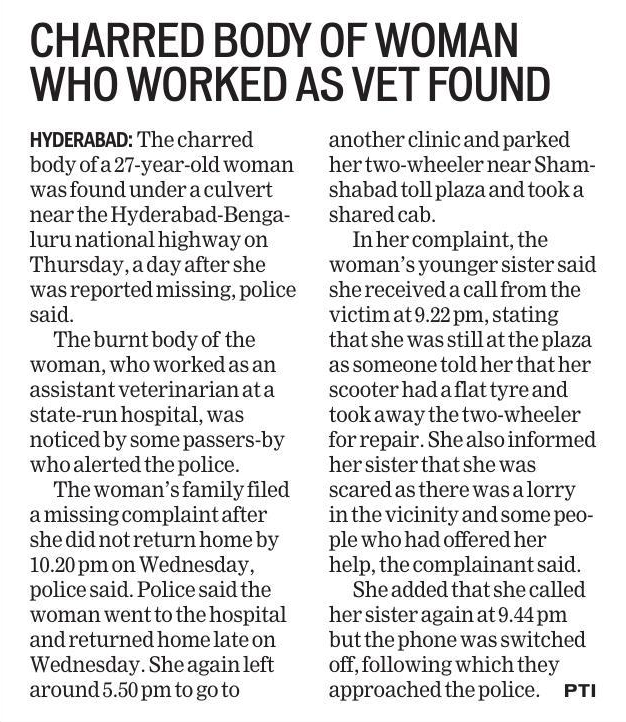 CHARRED BODY OF WOMAN
WHO WORKED AS VET FOUND
HYDERABAD: The charred
body of a 27-year-old woman
was found under a culvert
near the Hyderabad-Benga-
luru national highway on
Thursday, a day after she
was reported missing, police
said.
The burnt body of the
woman, who worked as an
assistant veterinarian at a
state-run hospital, was
noticed by some passers-by
who alerted the police.
The woman's family filed
a missing complaint after
she did not return home by
10.20 pm on Wednesday,
police said. Police said the
woman went to the hospital
and returned home late on
Wednesday. She again left
around 5.50 pm to go to
another clinic and parked
her two-wheeler near Sham-
shabad toll plaza and took a
shared cab.
In her complaint, the
woman's younger sister said
she received a call from the
victim at 9.22 pm, stating
that she was still at the plaza
as someone told her that her
scooter had a flat tyre and
took away the two-wheeler
for repair. She also informed
her sister that she was
scared as there was a lorry
in the vicinity and some peo-
ple who had offered her
help, the complainant said.
She added that she called
her sister again at 9.44 pm
but the phone was switched
off, following which they
approached the police. PTI